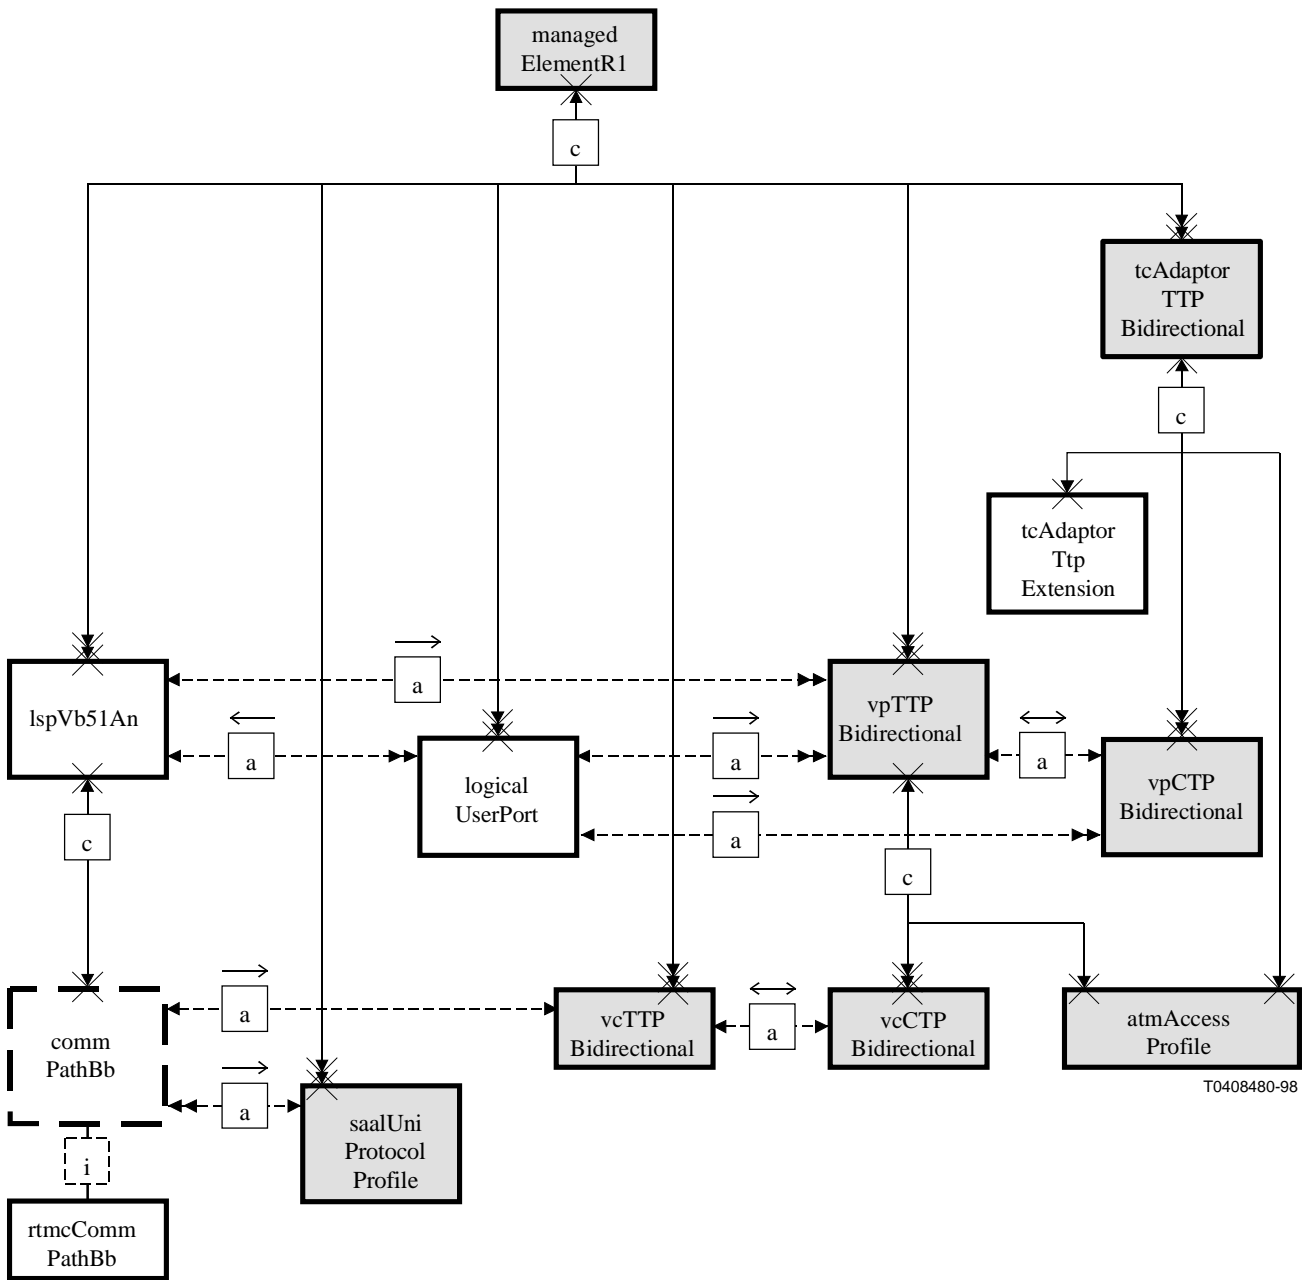 managed
ElementR1
c
tcAdaptor
TTP
Bidirectional
c
tcAdaptor
Ttp
Extension
lspVb51An
a
a
logical
UserPort
a
a
vpTTP
Bidirectional
a
vpCTP
Bidirectional
c
c
comm
PathBb
a
a
vcTTP
Bidirectional
a
vcCTP
Bidirectional
atmAccess
Profile
T0408480-98
saalUni
Protocol
Profile
i
rtmcComm
PathBb